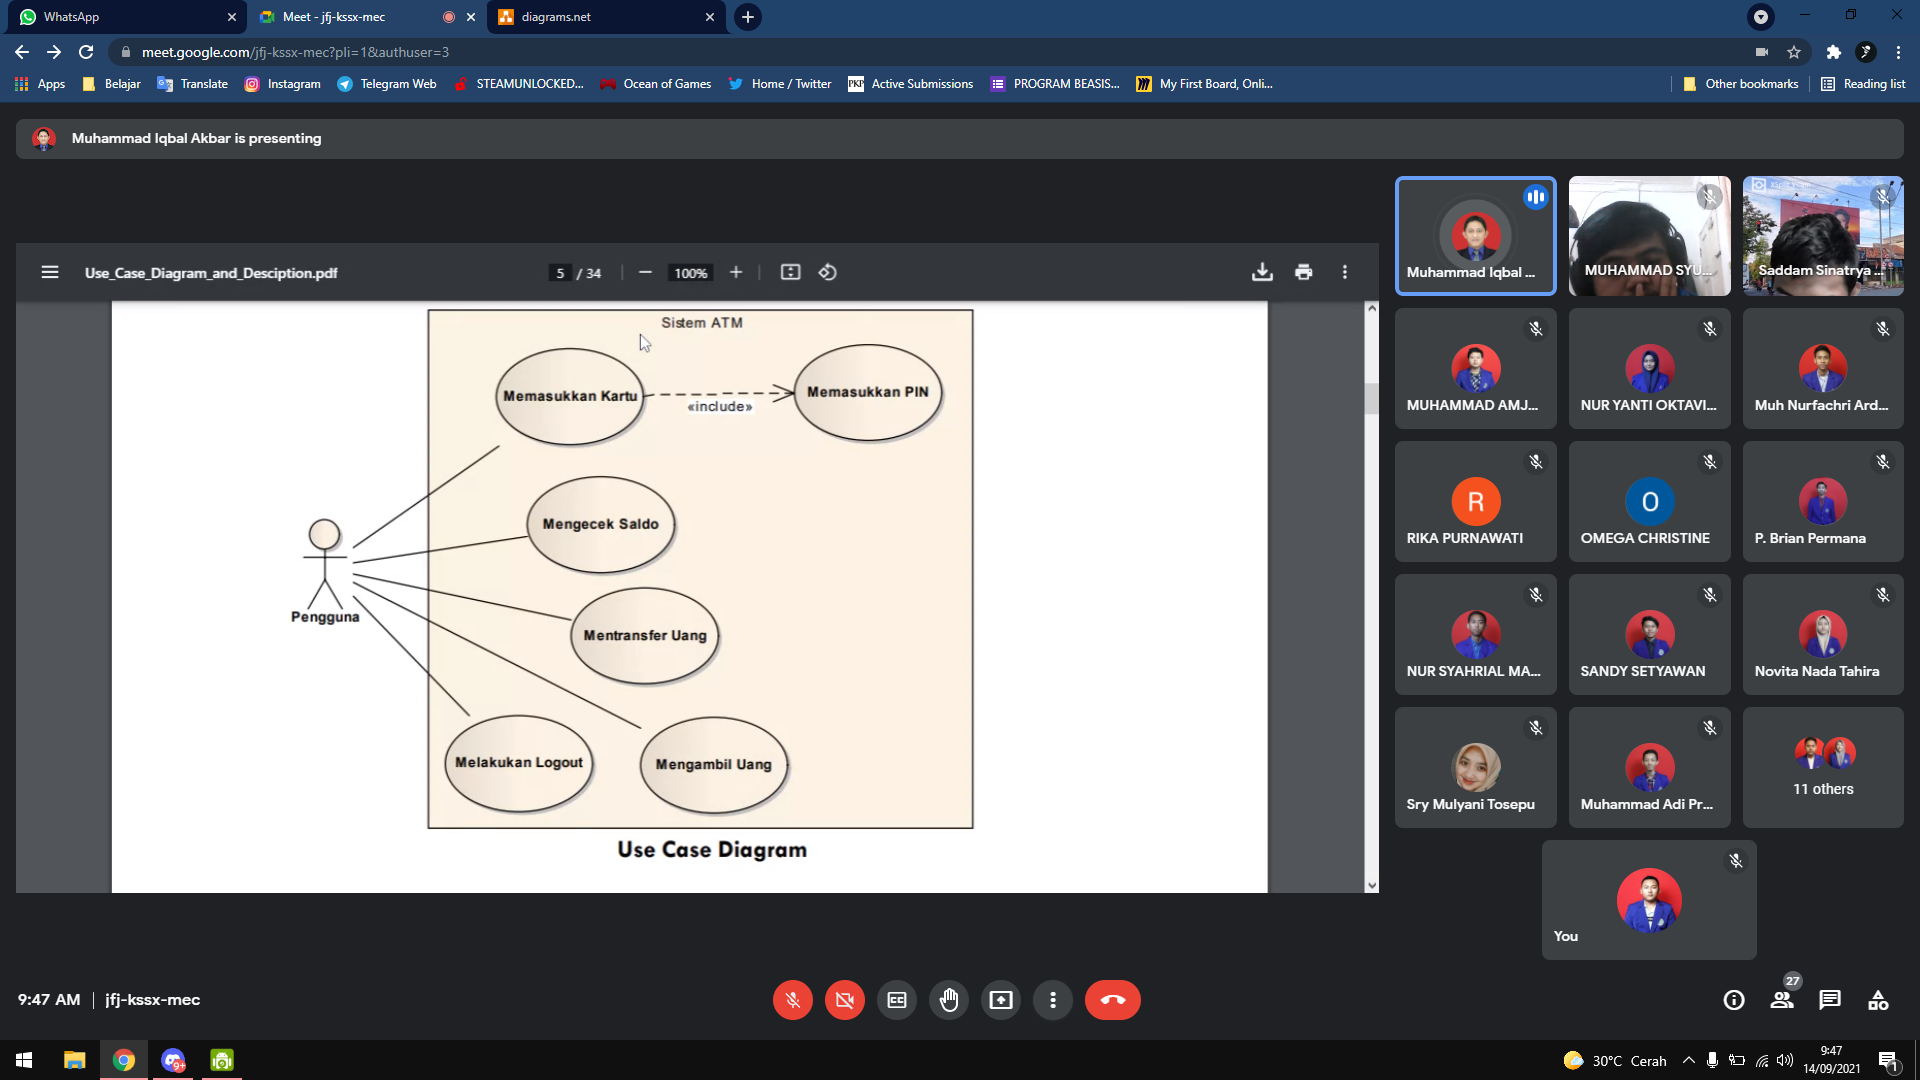 WhatsApp
Meet - jfj-kssx-mec
diagrams.net
meet.google.com/jfj-kssx-mec?pli=1&authuser=3
Apps
Belajar
Translate
Instagram
Telegram Web
STEAMUNLOCKED...
Ocean of Games
Home / Twitter
PKP
Active Submissions
PROGRAM BEASIS...
My First Board, Onli...
Other bookmarks
Reading list
Muhammad Iqbal Akbar is presenting
Use_Case_Diagram_and_Desciption.pdf
5 / 34
100%
Sistem ATM
Memasukkan Kartu
«include»
Memasukkan PIN
Mengecek Saldo
Pengguna
Mentransfer Uang
Melakukan Logout
Mengambil Uang
Use Case Diagram
Muhammad Iqbal ...
MUHAMMAD SYU...
Saddam Sinatrya ...
MUHAMMAD AMJ...
NUR YANTI OKTAVI...
Muh Nurfachri Ard...
R
RIKA PURNAWATI
O
OMEGA CHRISTINE
P. Brian Permana
NUR SYAHRIAL MA...
SANDY SETYAWAN
Novita Nada Tahira
Sry Mulyani Tosepu
Muhammad Adi Pr...
11 others
You
9:47 AM
jfj-kssx-mec
27
9+
30°C Cerah
9:47
14/09/2021
1